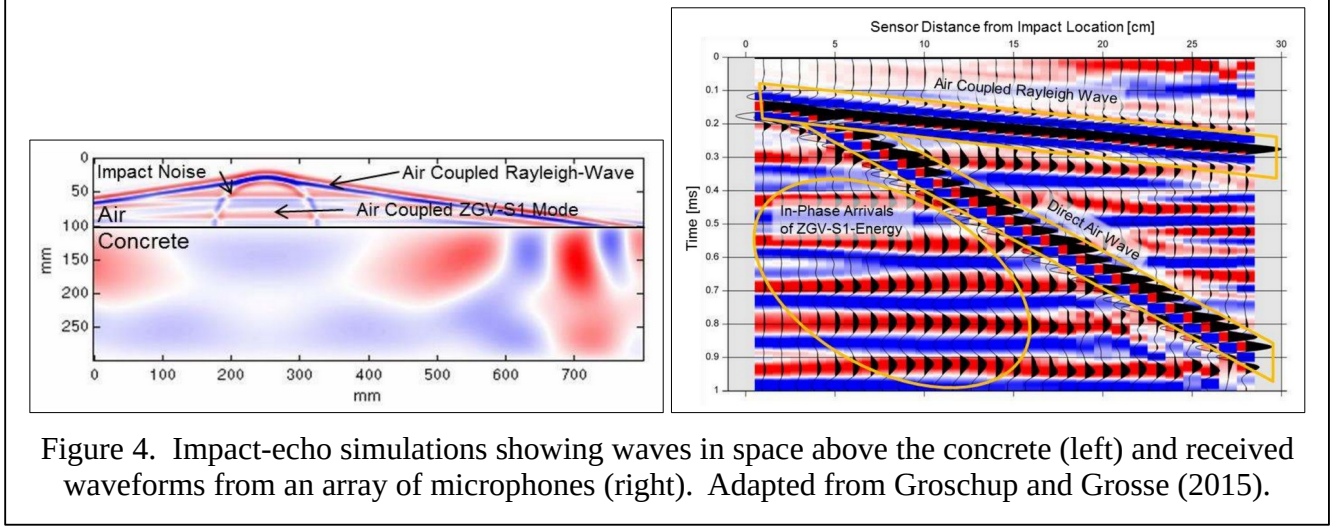 0
50
100
150
200
250
mm
Impact Noise
Air Coupled Rayleigh-Wave
Air Coupled ZGV-S1 Mode
Air
Concrete
0 100 200 300 400 500 600 700
mm
Sensor Distance from Impact Location [cm]
0 5 10 15 20 25 30
Time [ms]
0
0.1
0.2
0.3
0.4
0.5
0.6
0.7
0.8
0.9
1
Air Coupled Rayleigh Wave
In-Phase Arrivals
of ZGV-S1-Energy
Direct Air Wave
Figure 4. Impact-echo simulations showing waves in space above the concrete (left) and received
waveforms from an array of microphones (right). Adapted from Groschup and Grosse (2015).